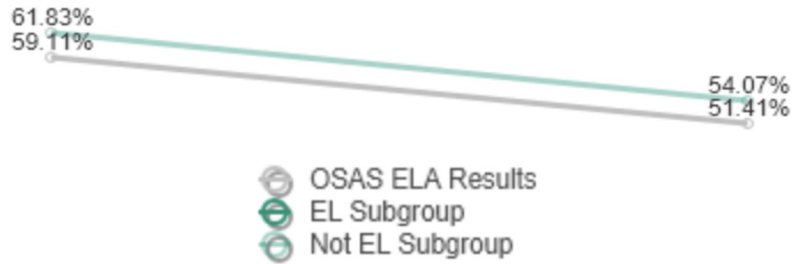 61.83%
59.11%
54.07%
51.41%
OSAS ELA Results
EL Subgroup
Not EL Subgroup